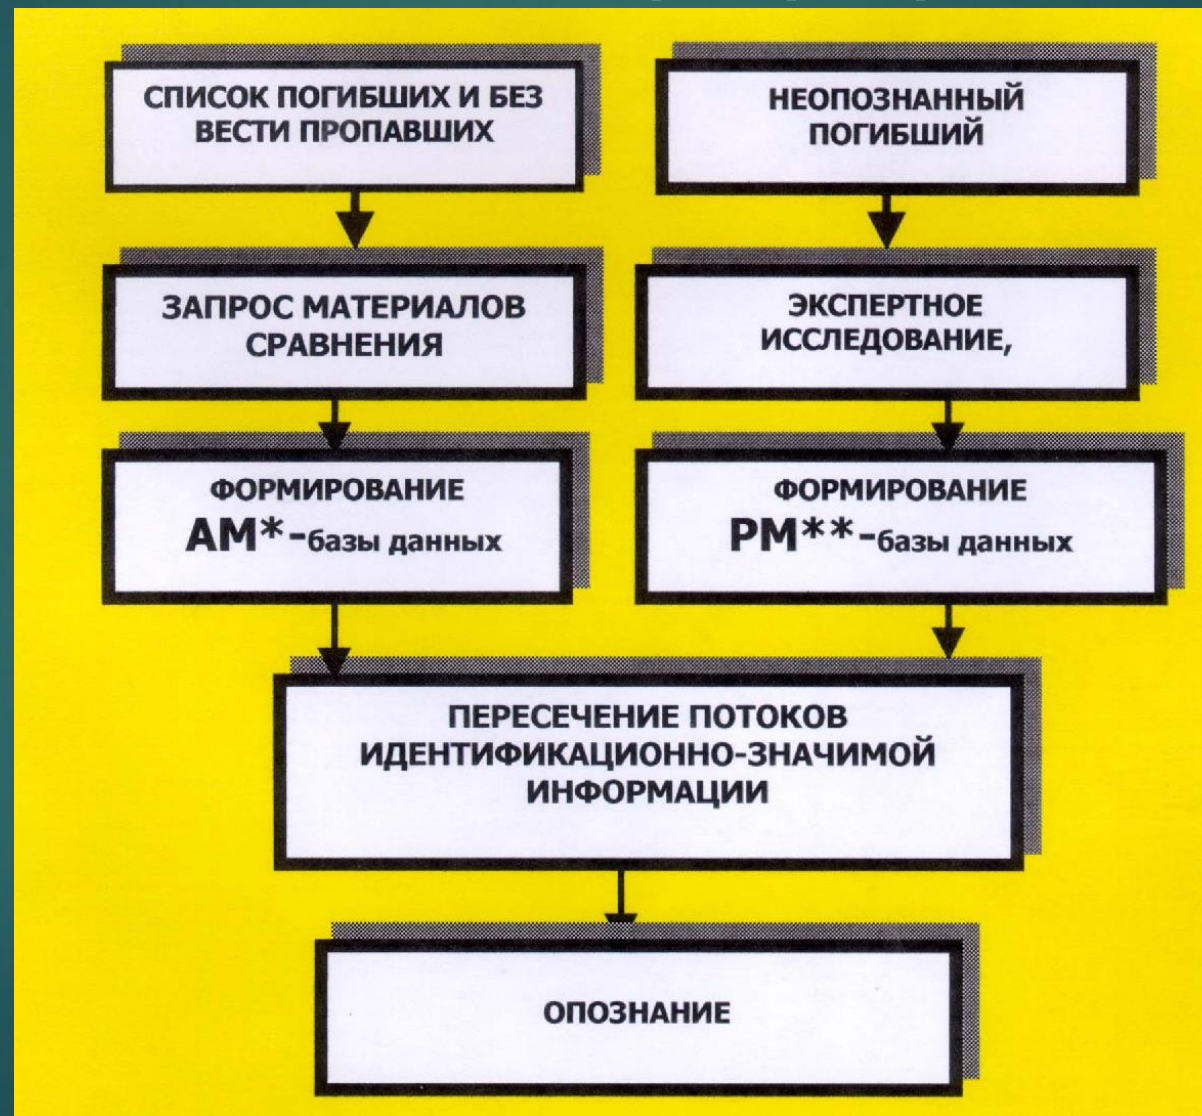 СПИСОК ПОГИБШИХ И БЕЗ
ВЕСТИ ПРОПАВШИХ
НЕОПОЗНАННЫЙ
ПОГИБШИЙ
ЗАПРОС МАТЕРИАЛОВ
СРАВНЕНИЯ
ЭКСПЕРТНОЕ
ИССЛЕДОВАНИЕ,
ФОРМИРОВАНИЕ
АМ*-базы данных
ФОРМИРОВАНИЕ
РМ**-базы данных
ПЕРЕСЕЧЕНИЕ ПОТОКОВ
ИДЕНТИФИКАЦИОННО-ЗНАЧИМОЙ
ИНФОРМАЦИИ
ОПОЗНАНИЕ